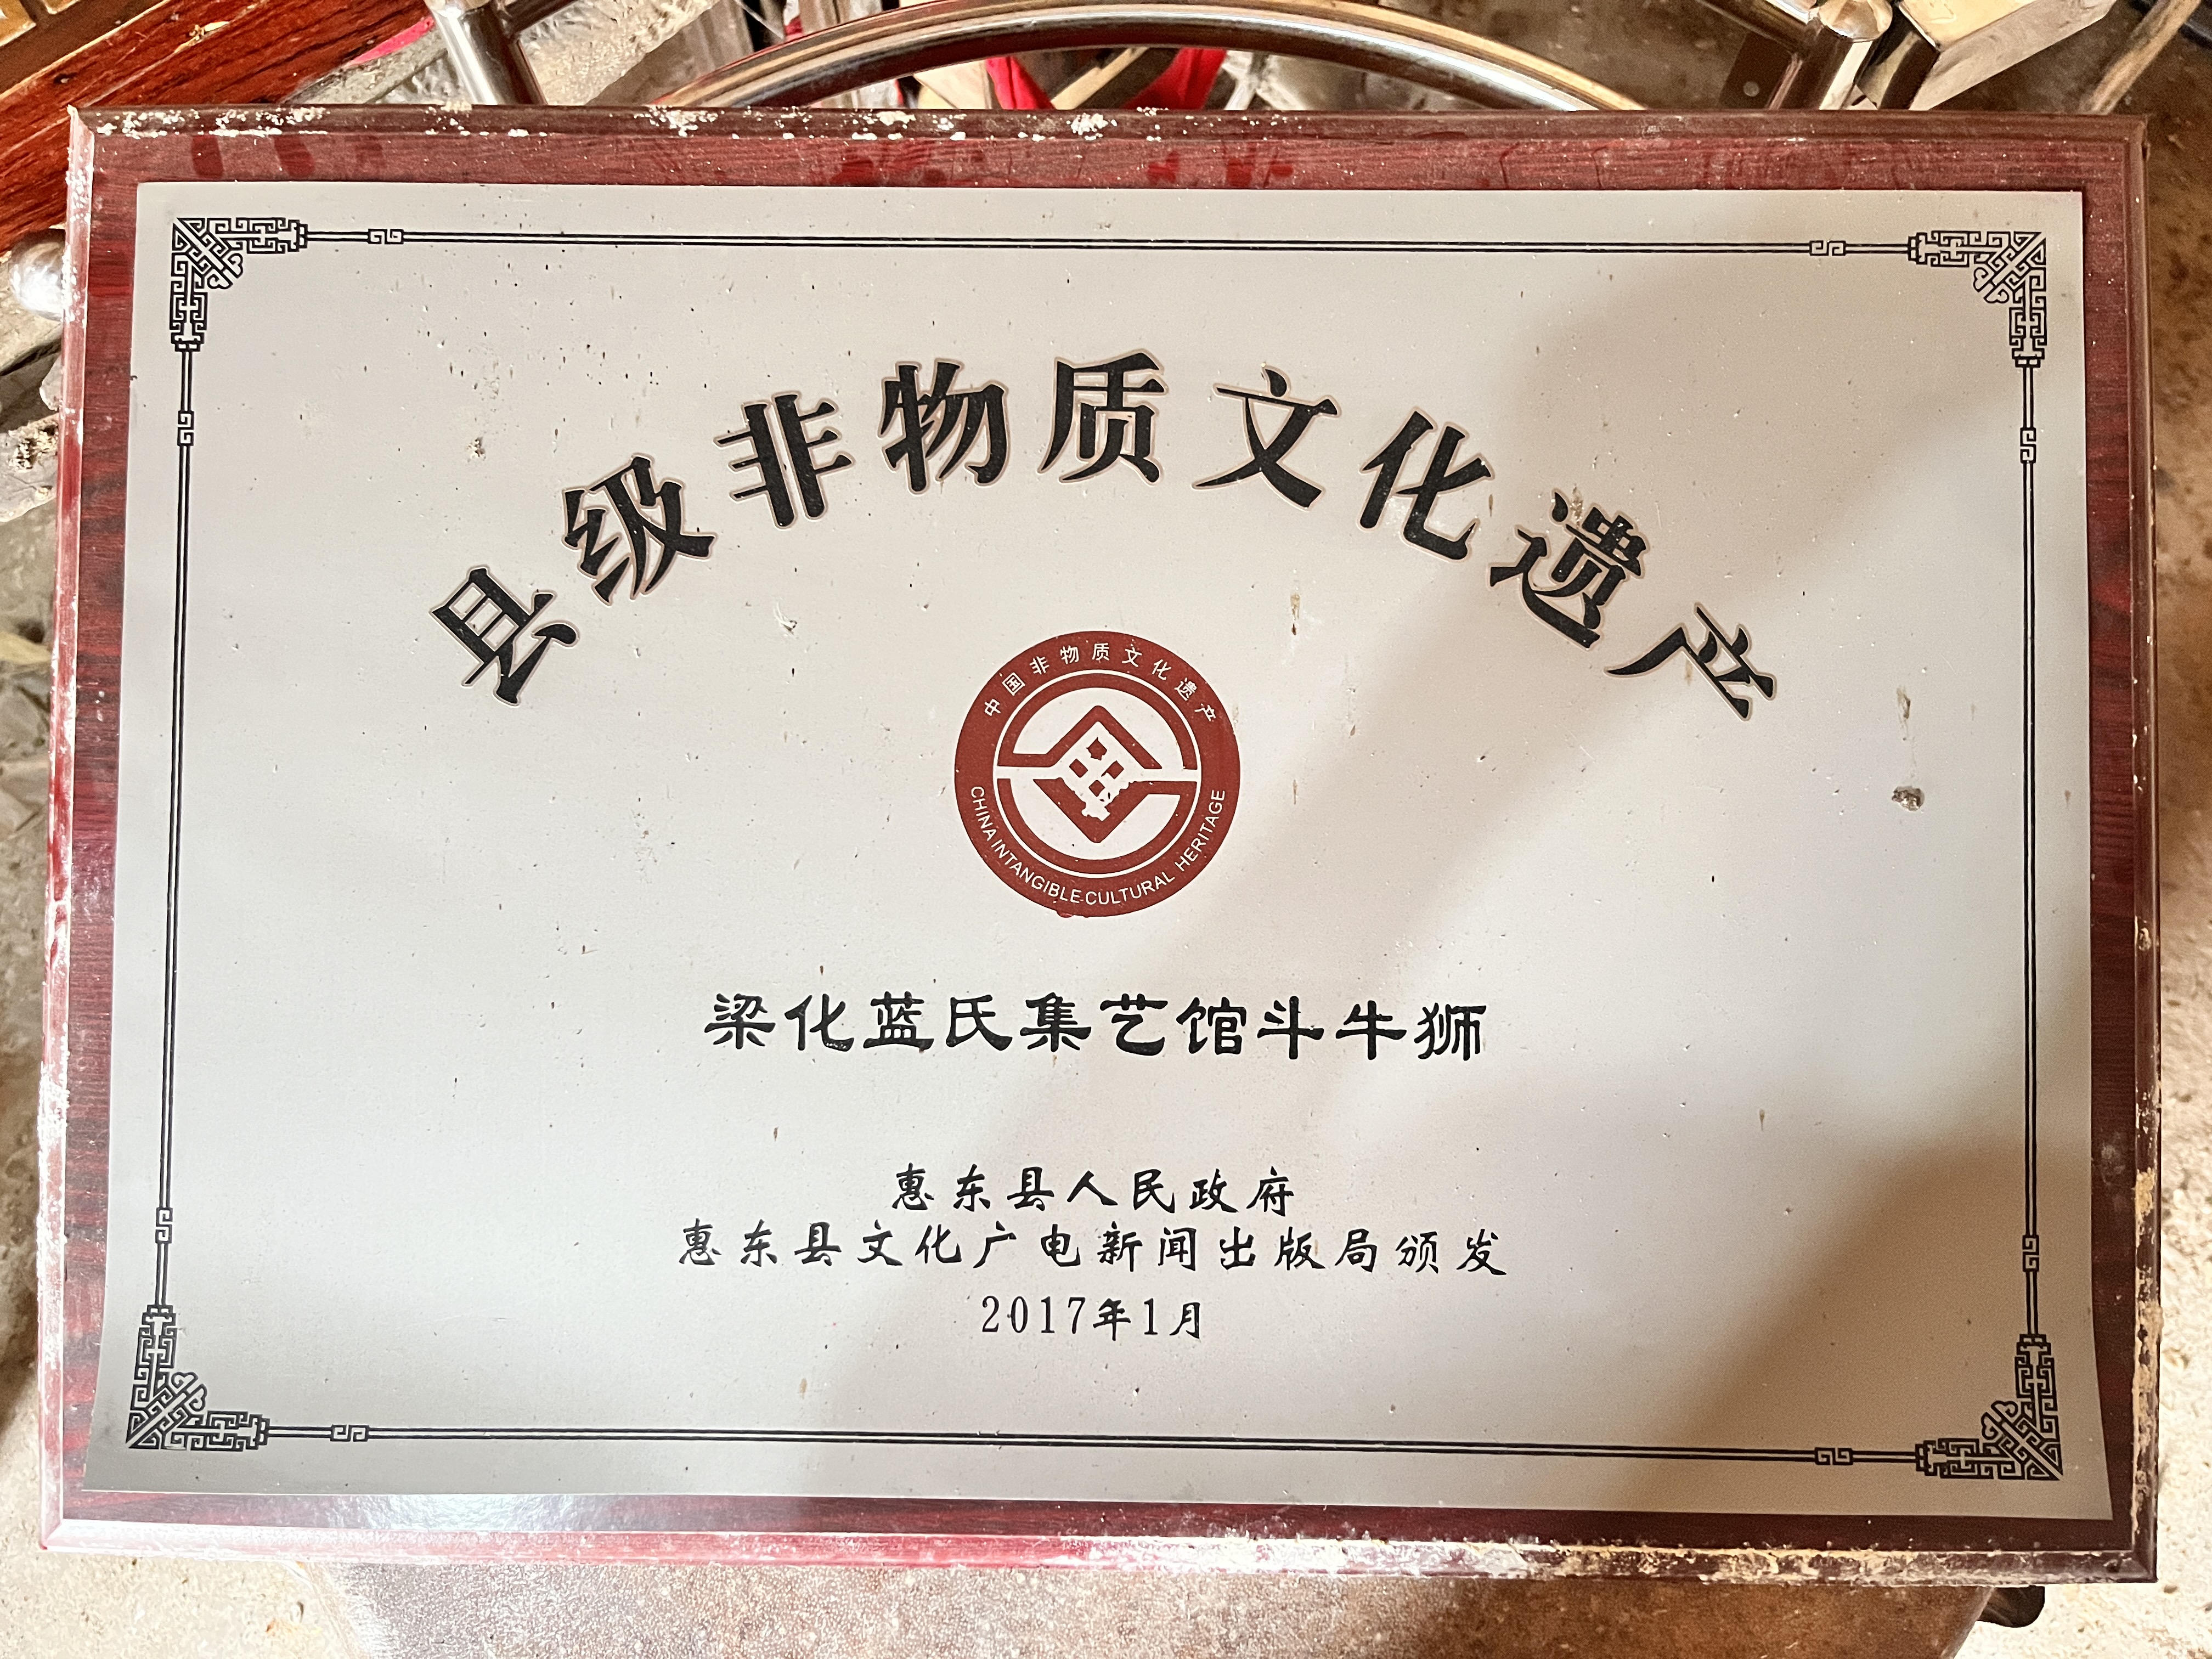 县级非物质文化遗产
中国非物质文化遗产
CHINA INTANGIBLE CULTURAL HERITAGE
梁化蓝氏集艺馆斗牛狮
惠东县人民政府
惠东县文化广电新闻出版局颁发
2017年1月